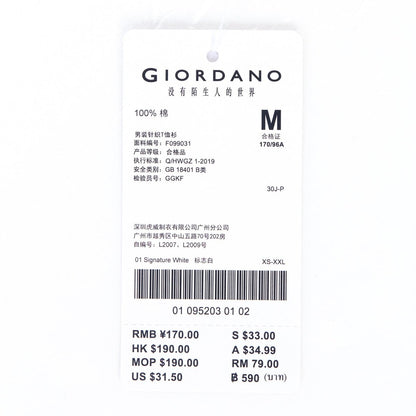 GIORDANO
没有陌生人的世界
100% 棉
M
合格证
170/96A
男装针织T恤衫
面料编号: F099031
产品等级: 合格品
执行标准: Q/HWGZ 1-2019
安全类别: GB 18401 B类
检验员号: GGKF
30J-P
深圳虎威制衣有限公司广州分公司
广州市越秀区中山五路70号202房
自编号: L2007、L2009号
01 Signature White 标志白 XS-XXL
01 095203 01 02
RMB ¥170.00 S $33.00
HK $190.00 A $34.99
MOP $190.00 RM 79.00
US $31.50 ฿ 590 (บาท)